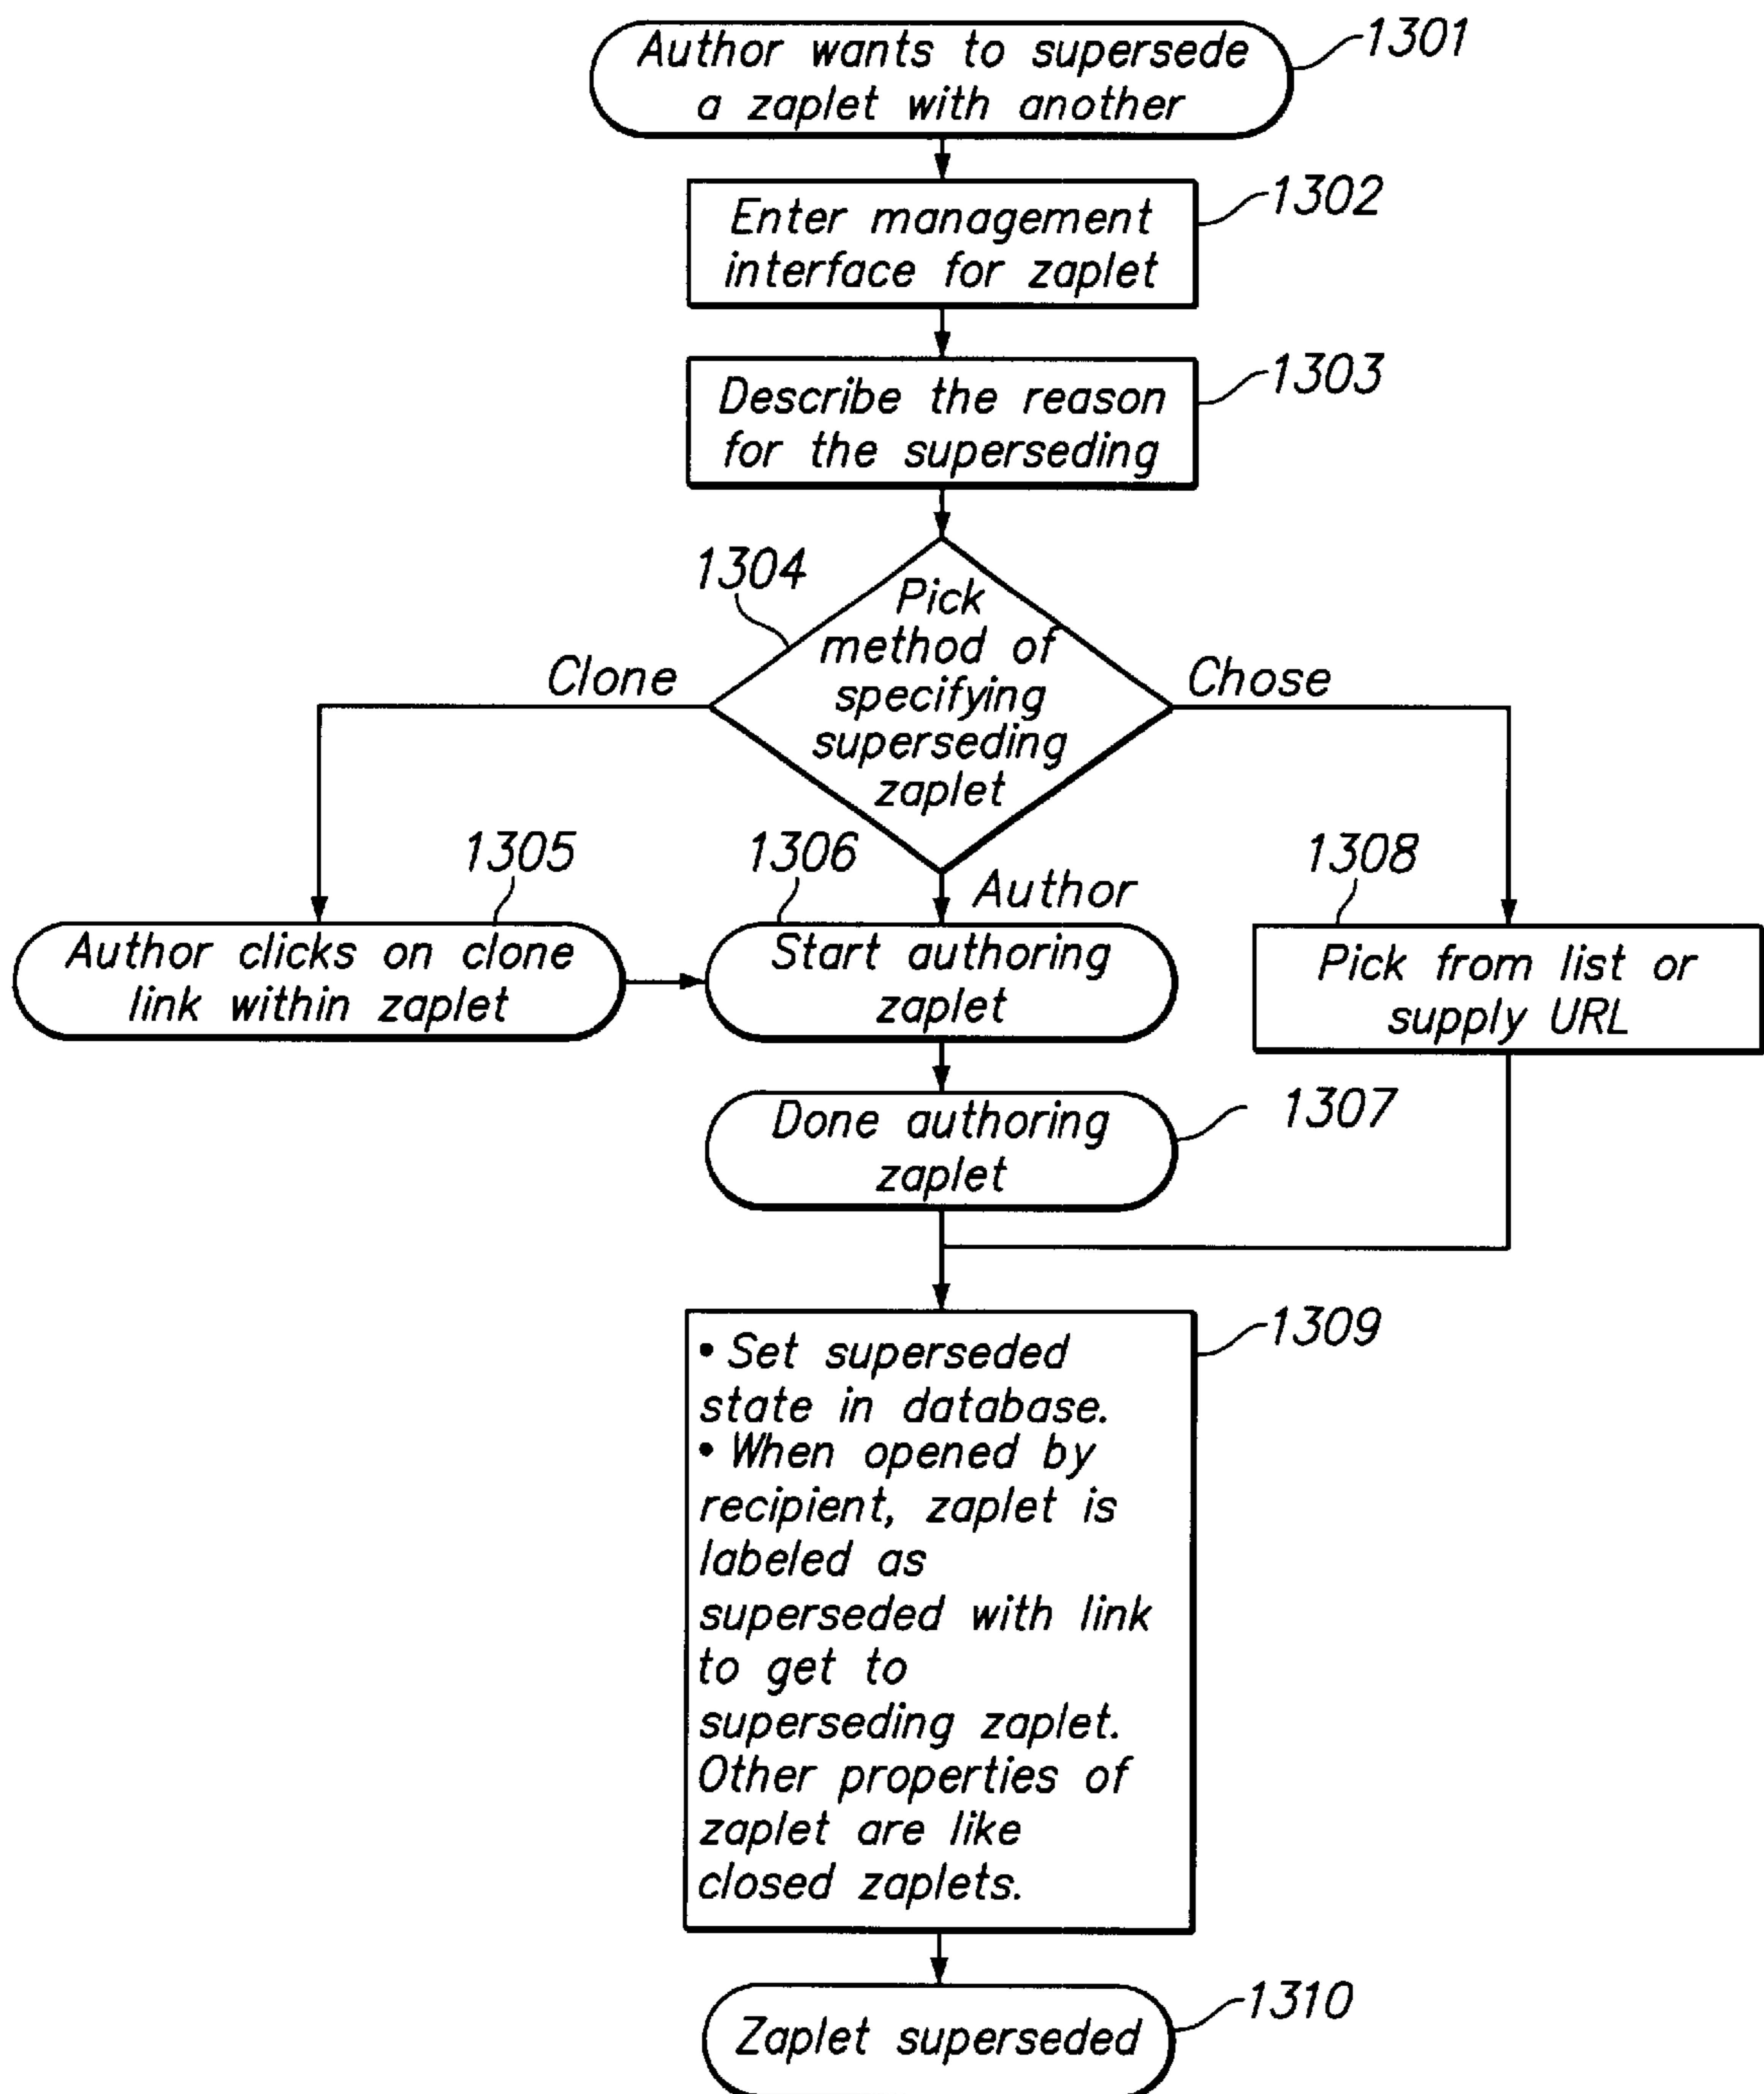 Author wants to supersede
a zaplet with another
1301
Enter management
interface for zaplet
1302
Describe the reason
for the superseding
1303
1304
Pick
method of
specifying
superseding
zaplet
Clone
Chose
Author
1305
Author clicks on clone
link within zaplet
1306
Start authoring
zaplet
1308
Pick from list or
supply URL
Done authoring
zaplet
1307
• Set superseded
state in database.
• When opened by
recipient, zaplet is
labeled as
superseded with link
to get to
superseding zaplet.
Other properties of
zaplet are like
closed zaplets.
1309
Zaplet superseded
1310